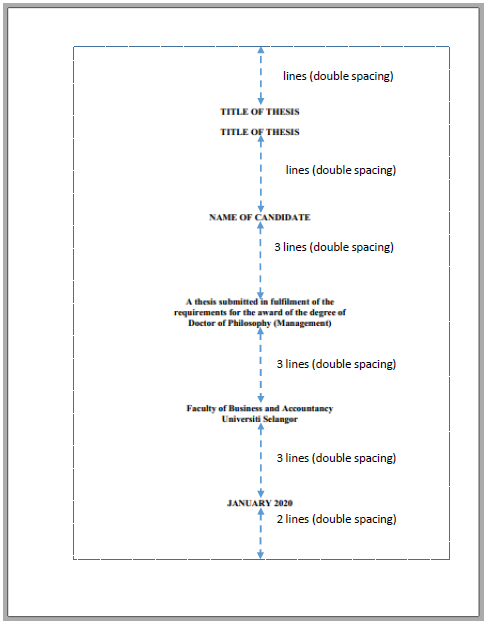 lines (double spacing)
TITLE OF THESIS
TITLE OF THESIS
lines (double spacing)
NAME OF CANDIDATE
3 lines (double spacing)
A thesis submitted in fulfilment of the
requirements for the award of the degree of
Doctor of Philosophy (Management)
3 lines (double spacing)
Faculty of Business and Accountancy
Universiti Selangor
3 lines (double spacing)
JANUARY 2020
2 lines (double spacing)